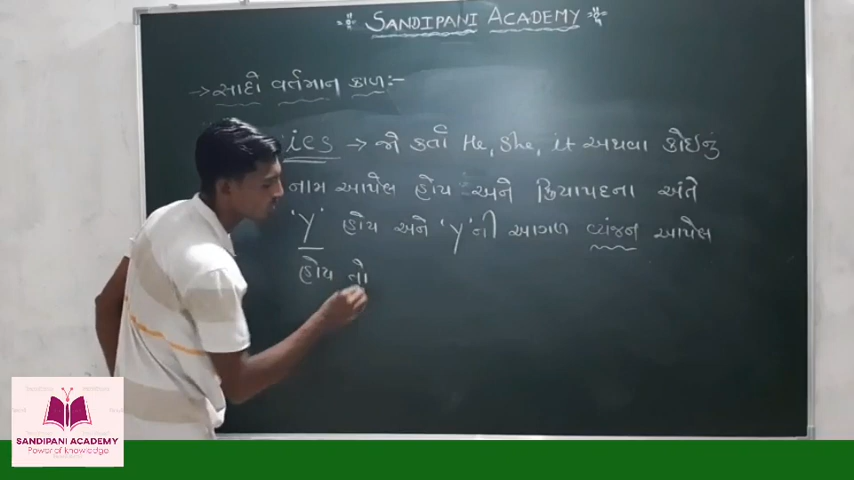 SANDIPANI ACADEMY
→ સાદો વર્તમાન કાળ:-
ies → જો કર્તા He, She, it અથવા કોઈનું
નામ આપેલ હોય અને ક્રિયાપદના અંતે
'y' હોય અને 'y'ની આગળ વ્યંજન આપેલ
હોય તો
SANDIPANI ACADEMY
Power of knowledge